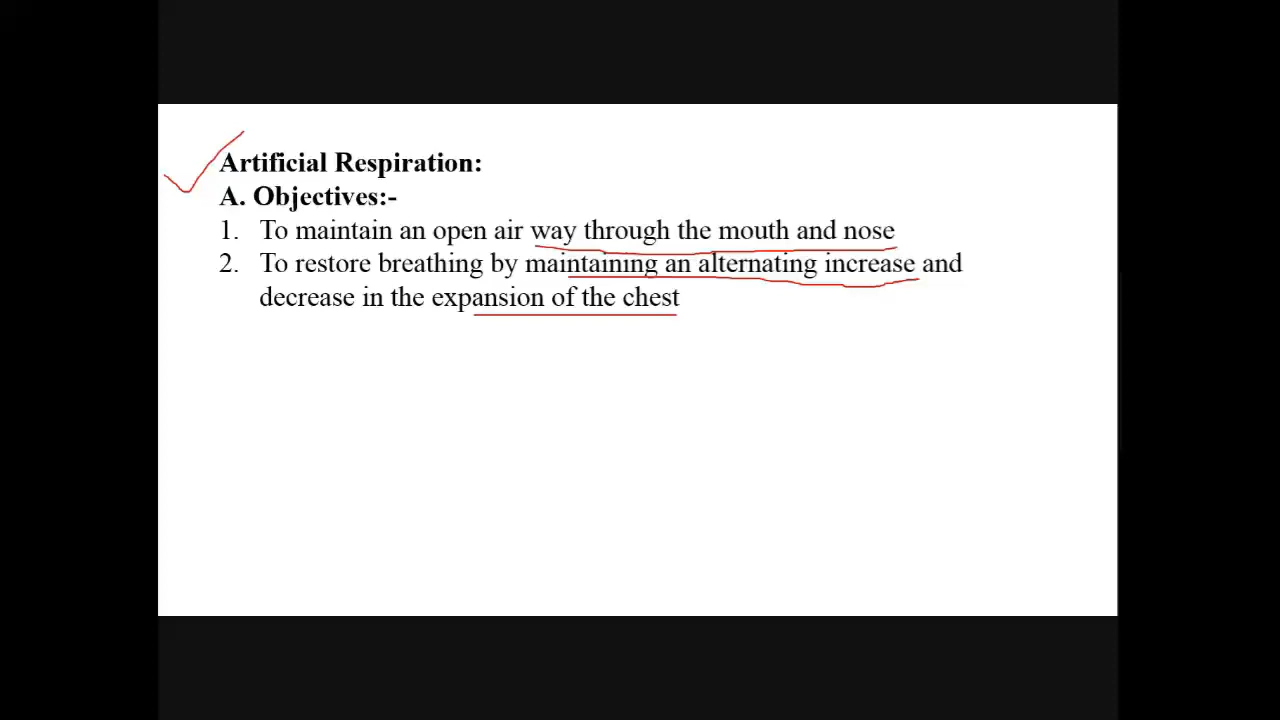 Artificial Respiration:
A. Objectives:-
1. To maintain an open air way through the mouth and nose
2. To restore breathing by maintaining an alternating increase and
decrease in the expansion of the chest